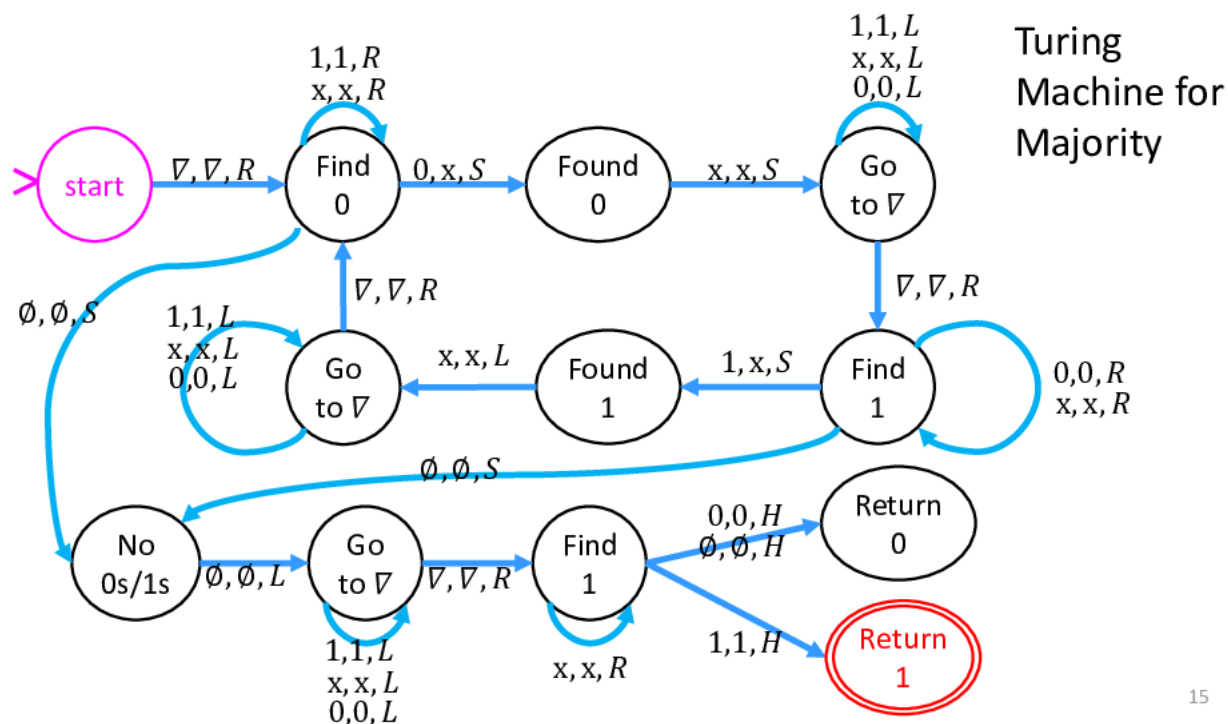 Turing
Machine for
Majority
1,1, R
x, x, R
1,1, L
x, x, L
0,0, L
start
∇, ∇, R
Find
0
0, x, S
Found
0
x, x, S
Go
to ∇
∅, ∅, S
∇, ∇, R
∇, ∇, R
1,1, L
x, x, L
0,0, L
Go
to ∇
x, x, L
Found
1
1, x, S
Find
1
0,0, R
x, x, R
∅, ∅, S
No
0s/1s
∅, ∅, L
Go
to ∇
∇, ∇, R
Find
1
0,0, H
∅, ∅, H
Return
0
1,1, L
x, x, L
0,0, L
x, x, R
1,1, H
Return
1
15